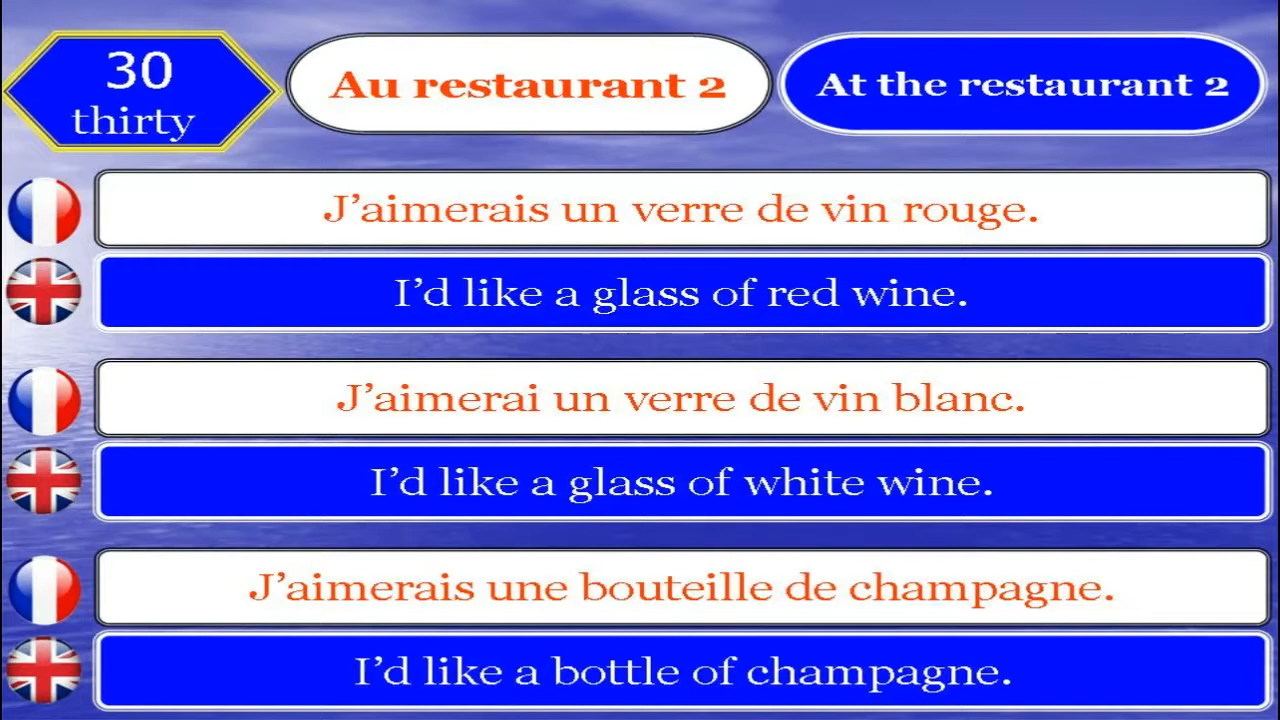 30
thirty
Au restaurant 2
At the restaurant 2
J’aimerais un verre de vin rouge.
I’d like a glass of red wine.
J’aimerai un verre de vin blanc.
I’d like a glass of white wine.
J’aimerais une bouteille de champagne.
I’d like a bottle of champagne.